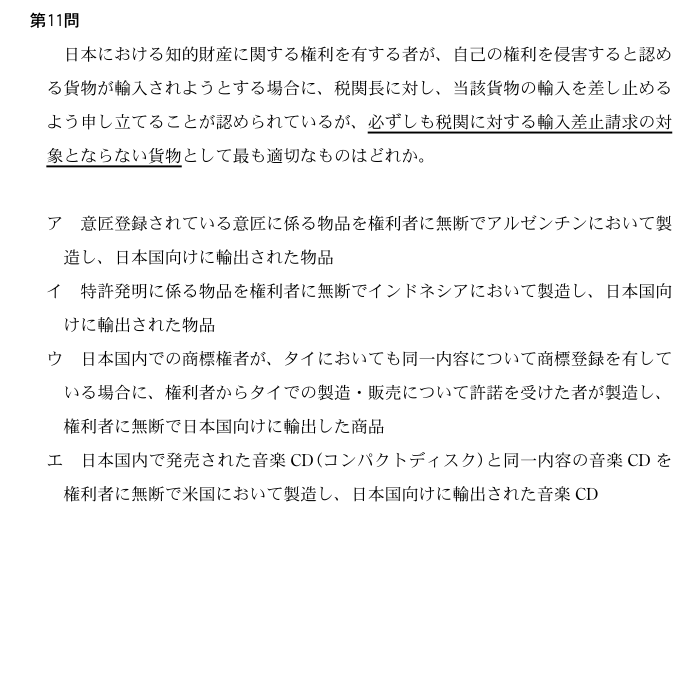 第11問
日本における知的財産に関する権利を有する者が、自己の権利を侵害すると認め
る貨物が輸入されようとする場合に、税関長に対し、当該貨物の輸入を差し止める
よう申し立てることが認められているが、必ずしも税関に対する輸入差止請求の対
象とならない貨物として最も適切なものはどれか。
ア　意匠登録されている意匠に係る物品を権利者に無断でアルゼンチンにおいて製
造し、日本国向けに輸出された物品
イ　特許発明に係る物品を権利者に無断でインドネシアにおいて製造し、日本国向
けに輸出された物品
ウ　日本国内での商標権者が、タイにおいても同一内容について商標登録を有して
いる場合に、権利者からタイでの製造・販売について許諾を受けた者が製造し、
権利者に無断で日本国向けに輸出した商品
エ　日本国内で発売された音楽 CD（コンパクトディスク）と同一内容の音楽 CD を
権利者に無断で米国において製造し、日本国向けに輸出された音楽 CD